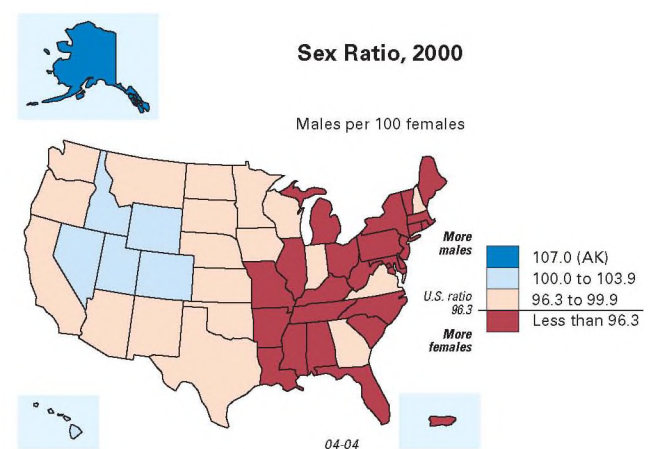 Sex Ratio, 2000
Males per 100 females
More
males
107.0 (AK)
100.0 to 103.9
U.S. ratio
96.3
96.3 to 99.9
Less than 96.3
More
females
04-04